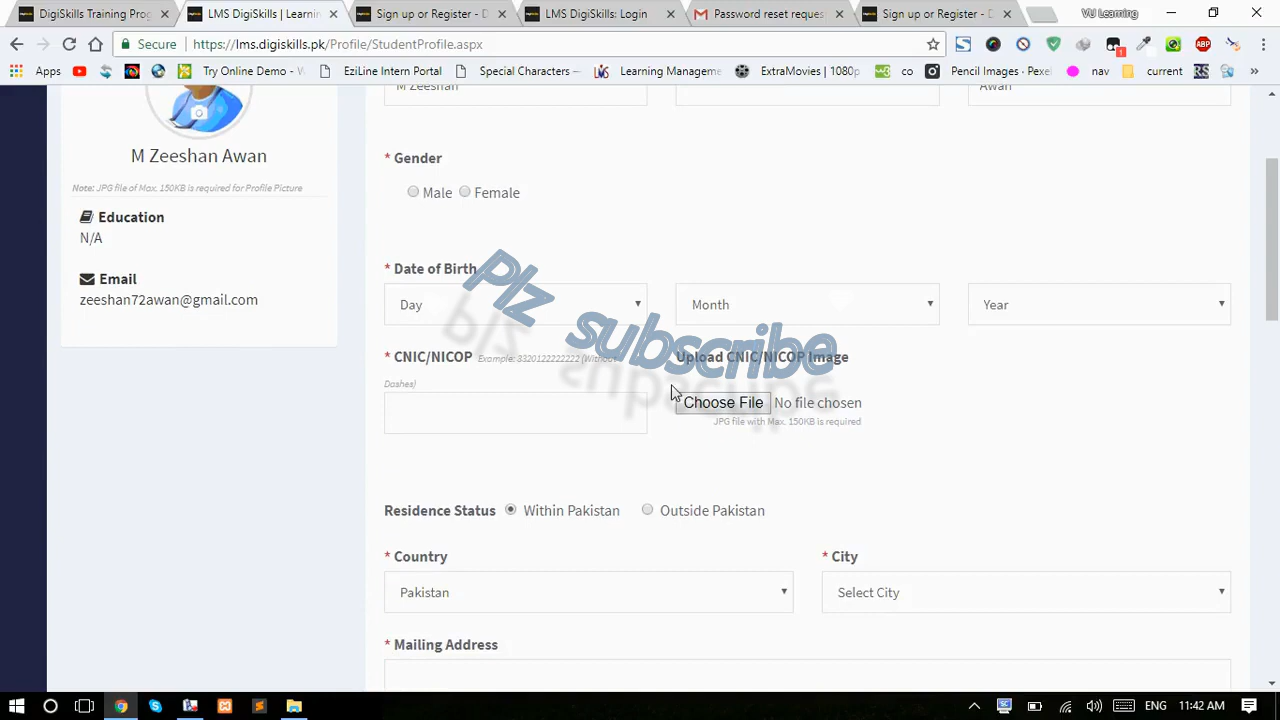 DigiSkills Training Prog
LMS DigiSkills | Learnin
Sign up or Register - D
LMS DigiSkills: Login
Password reset request
Sign up or Register - D
VU Learning
Secure
https://lms.digiskills.pk/Profile/StudentProfile.aspx
Apps
Try Online Demo - W
EziLine Intern Portal
Special Character
Learning Managem
ExtraMovies | 1080p
co
Pencil Images · Pexel
nav
current
M Zeeshan
Awan
M Zeeshan Awan
Note: JPG file of Max. 150KB is required for Profile Picture
Education
N/A
Email
zeeshan72awan@gmail.com
* Gender
Male Female
* Date of Birth
Day
Month
Year
Plz subscribe
* CNIC/NICOP Example: 3320122222222 (Without
Dashes)
Upload CNIC/NICOP Image
Choose File No file chosen
JPG file with Max. 150KB is required
Residence Status Within Pakistan Outside Pakistan
* Country
* City
Pakistan
Select City
* Mailing Address
ENG
11:42 AM